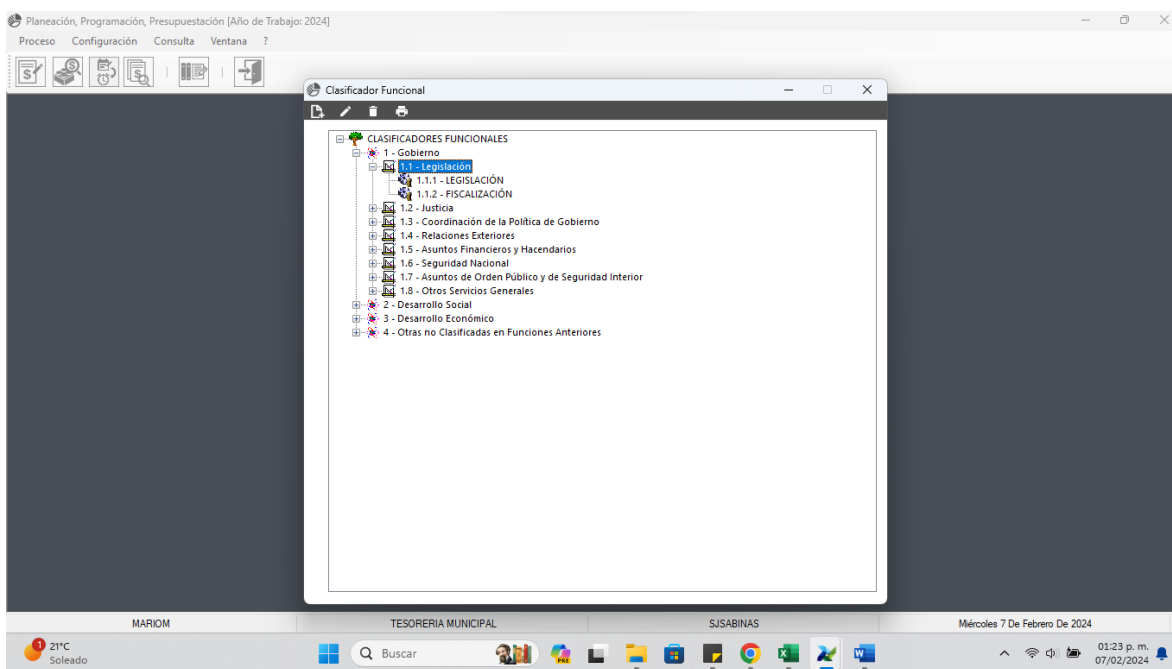 Planeación, Programación, Presupuestación [Año de Trabajo: 2024]
Proceso Configuración Consulta Ventana ?
Clasificador Funcional
CLASIFICADORES FUNCIONALES
1 - Gobierno
1.1 - Legislación
1.1.1 - LEGISLACIÓN
1.1.2 - FISCALIZACIÓN
1.2 - Justicia
1.3 - Coordinación de la Política de Gobierno
1.4 - Relaciones Exteriores
1.5 - Asuntos Financieros y Hacendarios
1.6 - Seguridad Nacional
1.7 - Asuntos de Orden Público y de Seguridad Interior
1.8 - Otros Servicios Generales
2 - Desarrollo Social
3 - Desarrollo Económico
4 - Otras no Clasificadas en Funciones Anteriores
MARIOM TESORERIA MUNICIPAL SJSABINAS Miércoles 7 De Febrero De 2024
1 21°C
Soleado
Buscar
PRE
01:23 p. m.
07/02/2024